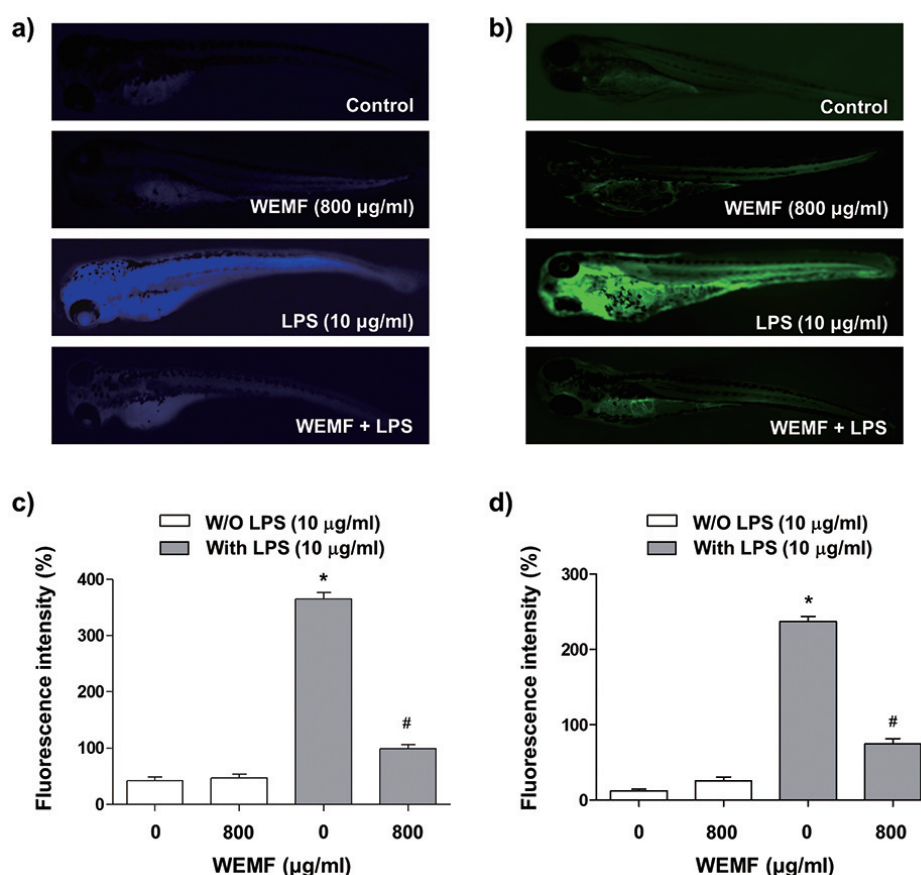 a)
Control
WEMF (800 µg/ml)
LPS (10 µg/ml)
WEMF + LPS
b)
Control
WEMF (800 µg/ml)
LPS (10 µg/ml)
WEMF + LPS
c)
W/O LPS (10 µg/ml)
With LPS (10 µg/ml)
Fluorescence intensity (%)
400
300
200
100
0
*
#
0 800 0 800
WEMF (µg/ml)
d)
W/O LPS (10 µg/ml)
With LPS (10 µg/ml)
Fluorescence intensity (%)
300
200
100
0
*
#
0 800 0 800
WEMF (µg/ml)